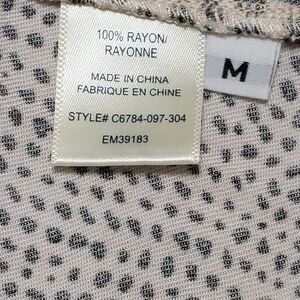 100% RAYON/
RAYONNE
MADE IN CHINA
FABRIQUE EN CHINE
STYLE# C6784-097-304
EM39183
M